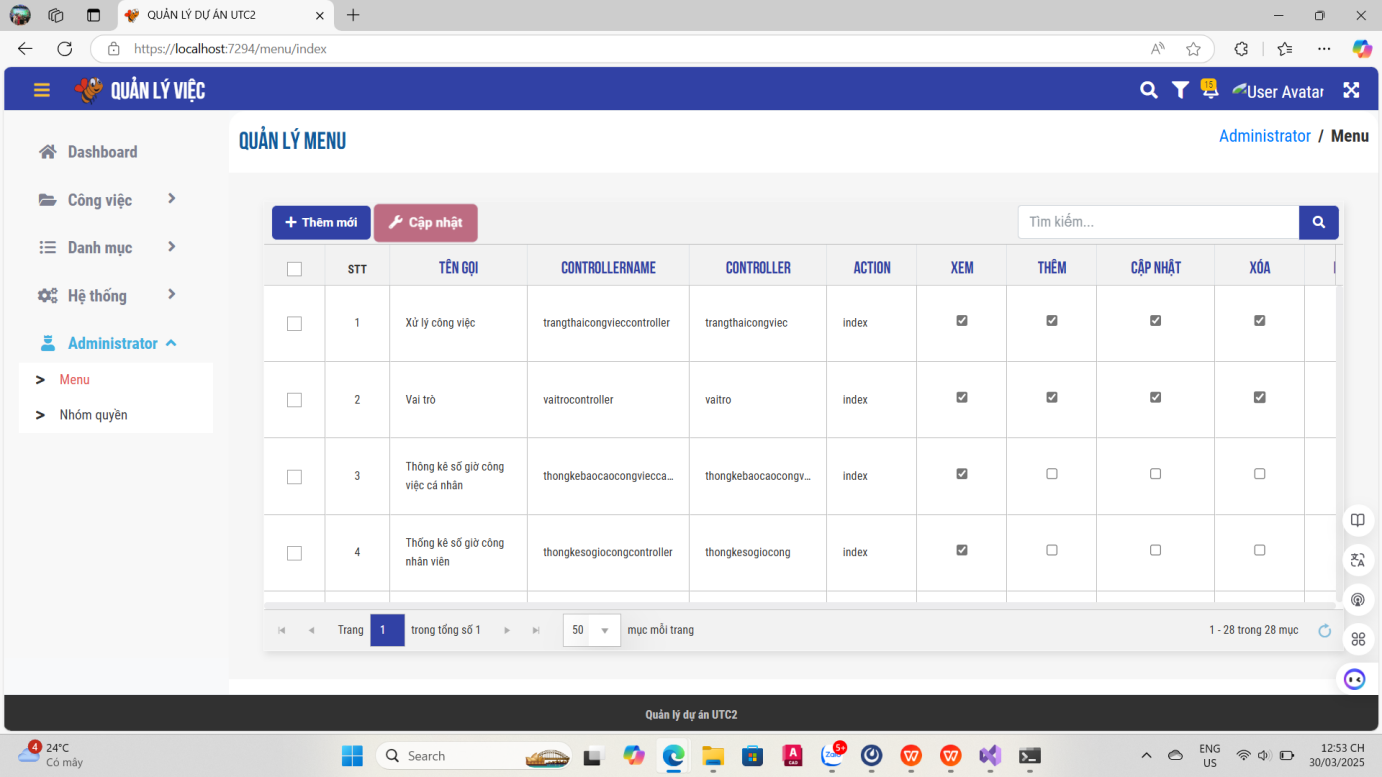 QUẢN LÝ DỰ ÁN UTC2
https://localhost:7294/menu/index
QUẢN LÝ VIỆC
15
User Avatar
Dashboard
Công việc
Danh mục
Hệ thống
Administrator
Menu
Nhóm quyền
QUẢN LÝ MENU
Administrator / Menu
Thêm mới
Cập nhật
Tìm kiếm...
STT TÊN GỌI CONTROLLERNAME CONTROLLER ACTION XEM THÊM CẬP NHẬT XÓA
1 Xử lý công việc trangthaicongvieccontroller trangthaicongviec index
2 Vai trò vaitrocontroller vaitro index
3 Thông kê số giờ công việc cá nhân thongkebaocaocongviecca... thongkebaocaocongv... index
4 Thống kê số giờ công nhân viên thongkesogiocongcontroller thongkesogiocong index
Trang 1 trong tổng số 1 50 mục mỗi trang
1 - 28 trong 28 mục
Quản lý dự án UTC2
4
24°C
Có mây
Search
A
CAD
Zalo
5+
ENG
US
12:53 CH
30/03/2025